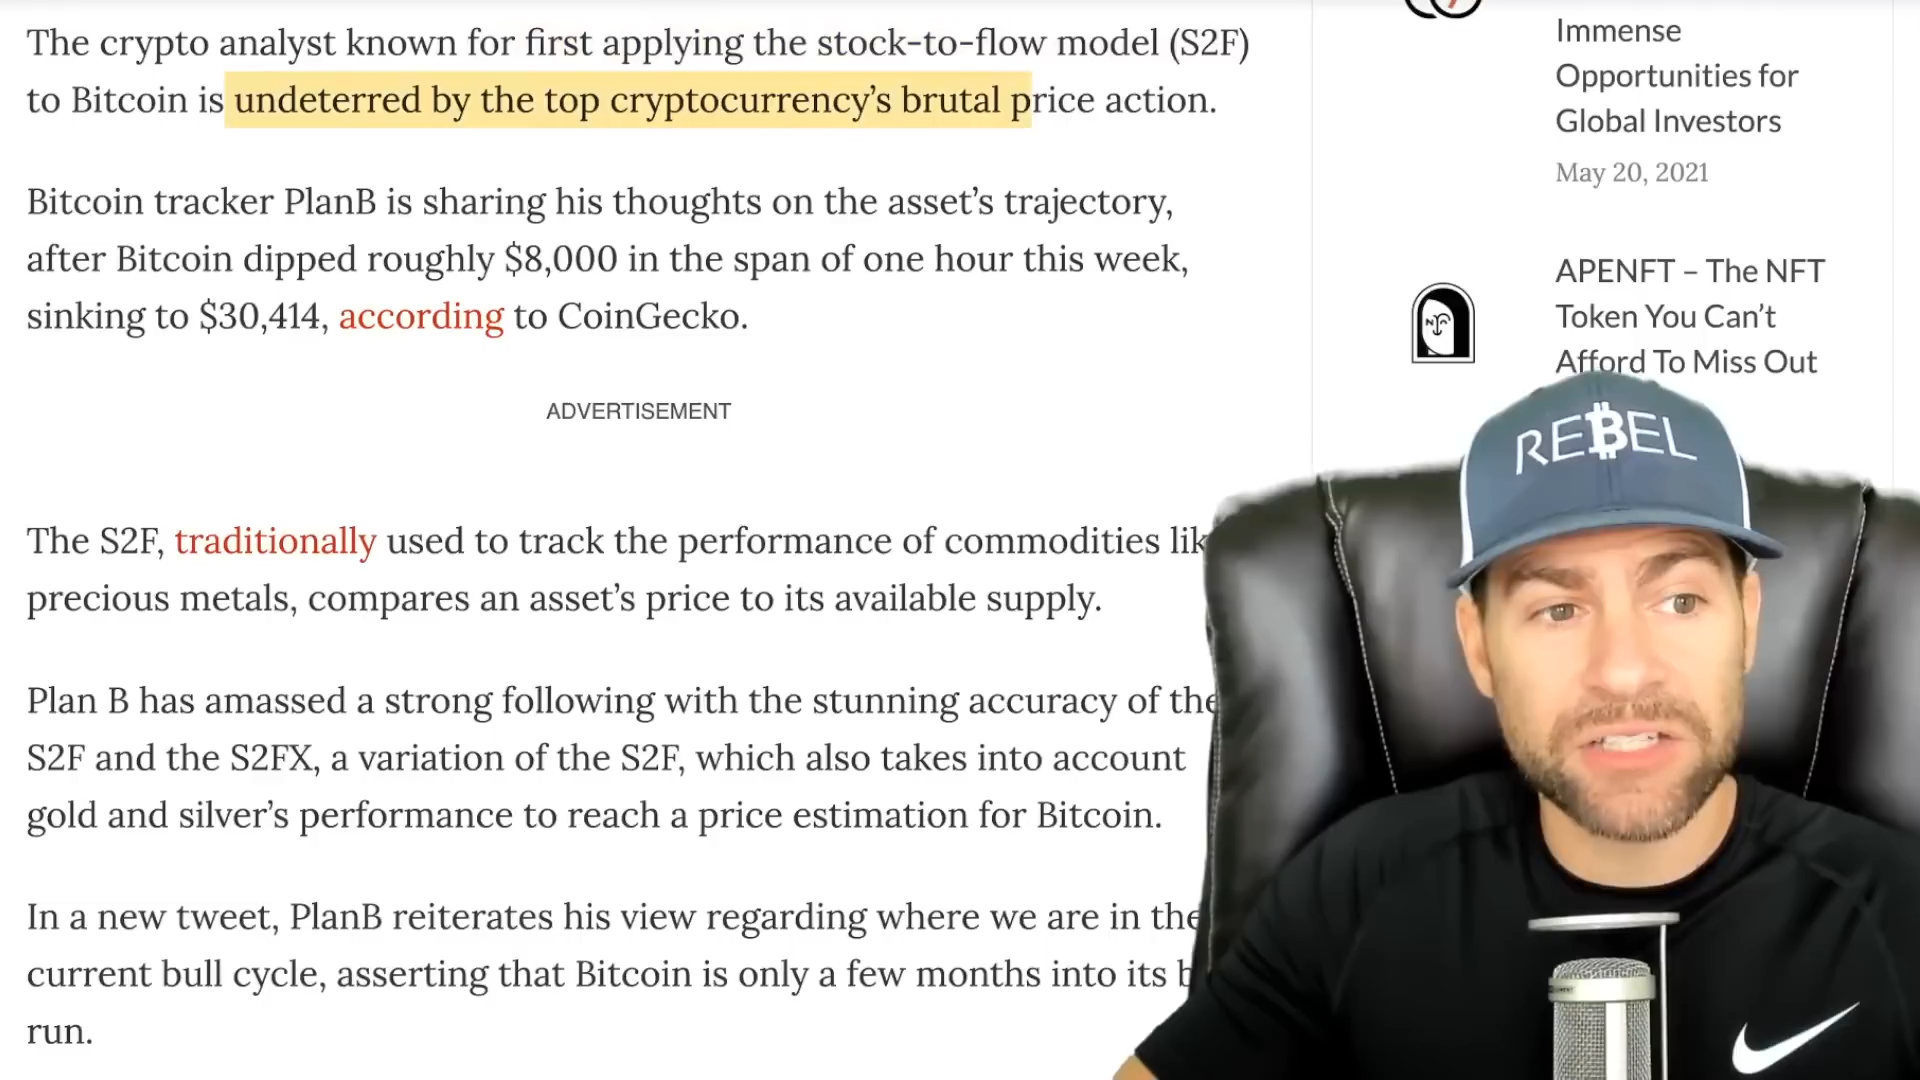 The crypto analyst known for first applying the stock-to-flow model (S2F)
to Bitcoin is undeterred by the top cryptocurrency’s brutal price action.
Bitcoin tracker PlanB is sharing his thoughts on the asset’s trajectory,
after Bitcoin dipped roughly $8,000 in the span of one hour this week,
sinking to $30,414, according to CoinGecko.
ADVERTISEMENT
The S2F, traditionally used to track the performance of commodities lik
precious metals, compares an asset’s price to its available supply.
Plan B has amassed a strong following with the stunning accuracy of the
S2F and the S2FX, a variation of the S2F, which also takes into account
gold and silver’s performance to reach a price estimation for Bitcoin.
In a new tweet, PlanB reiterates his view regarding where we are in the
current bull cycle, asserting that Bitcoin is only a few months into its b
run.
Immense
Opportunities for
Global Investors
May 20, 2021
APENFT – The NFT
Token You Can’t
Afford To Miss Out
RE₿EL